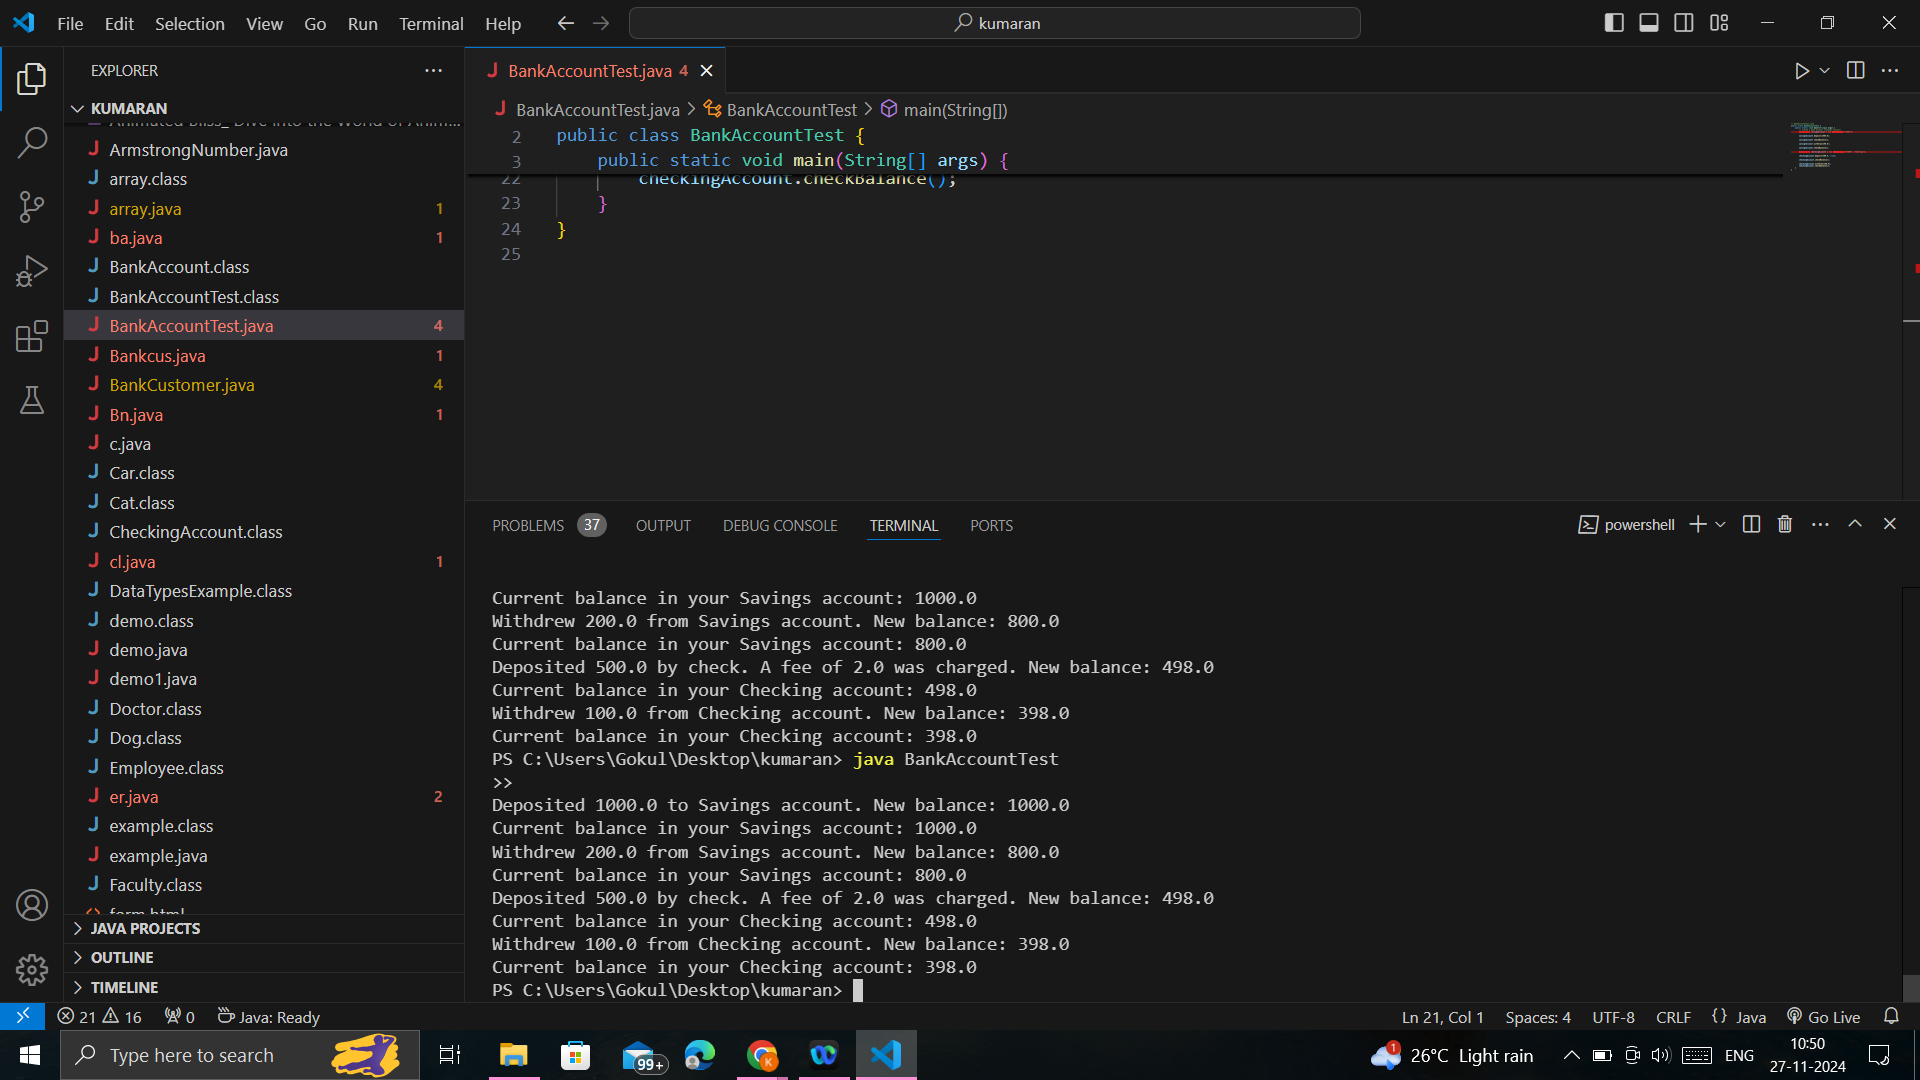 File Edit Selection View Go Run Terminal Help
kumaran
EXPLORER
KUMARAN
ArmstrongNumber.java
array.class
array.java 1
ba.java 1
BankAccount.class
BankAccountTest.class
BankAccountTest.java 4
Bankcus.java 1
BankCustomer.java 4
Bn.java 1
c.java
Car.class
Cat.class
CheckingAccount.class
cl.java 1
DataTypesExample.class
demo.class
demo.java
demo1.java
Doctor.class
Dog.class
Employee.class
er.java 2
example.class
example.java
Faculty.class
form.html
JAVA PROJECTS
OUTLINE
TIMELINE
BankAccountTest.java 4
BankAccountTest.java > BankAccountTest > main(String[])
2 public class BankAccountTest {
3 public static void main(String[] args) {
22 checkingAccount.checkBalance();
23 }
24 }
25
PROBLEMS 37 OUTPUT DEBUG CONSOLE TERMINAL PORTS
powershell
Current balance in your Savings account: 1000.0
Withdrew 200.0 from Savings account. New balance: 800.0
Current balance in your Savings account: 800.0
Deposited 500.0 by check. A fee of 2.0 was charged. New balance: 498.0
Current balance in your Checking account: 498.0
Withdrew 100.0 from Checking account. New balance: 398.0
Current balance in your Checking account: 398.0
PS C:\Users\Gokul\Desktop\kumaran> java BankAccountTest
>>
Deposited 1000.0 to Savings account. New balance: 1000.0
Current balance in your Savings account: 1000.0
Withdrew 200.0 from Savings account. New balance: 800.0
Current balance in your Savings account: 800.0
Deposited 500.0 by check. A fee of 2.0 was charged. New balance: 498.0
Current balance in your Checking account: 498.0
Withdrew 100.0 from Checking account. New balance: 398.0
Current balance in your Checking account: 398.0
PS C:\Users\Gokul\Desktop\kumaran>
21 16 0 Java: Ready
Ln 21, Col 1 Spaces: 4 UTF-8 CRLF {} Java Go Live
Type here to search
99+
K
1
26°C Light rain
ENG
10:50
27-11-2024